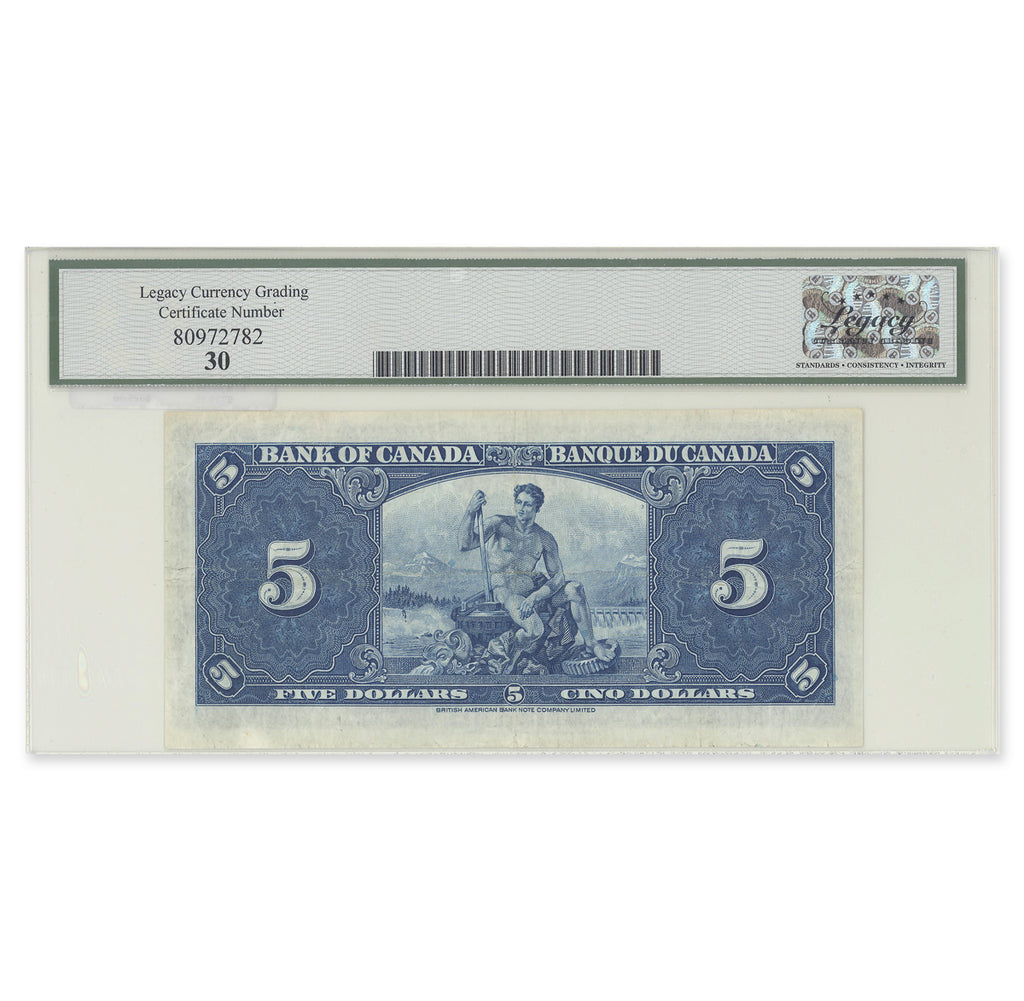 Legacy Currency Grading
Certificate Number
80972782
30
Legacy
STANDARDS • CONSISTENCY • INTEGRITY
5 BANK OF CANADA BANQUE DU CANADA 5
5 5
5 FIVE DOLLARS 5 CINQ DOLLARS 5
BRITISH AMERICAN BANK NOTE COMPANY LIMITED